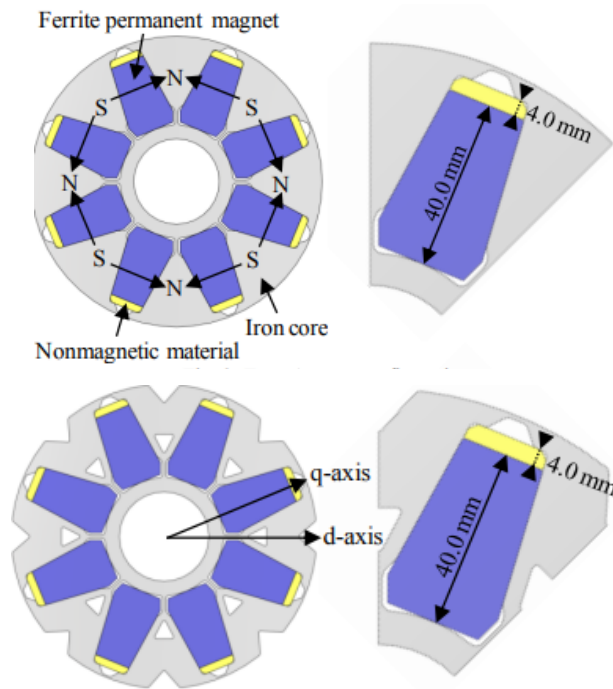 Ferrite permanent magnet
N
S
S
N
N
S
S
N
Iron core
Nonmagnetic material
40.0 mm
4.0 mm
q-axis
d-axis
40.0 mm
4.0 mm